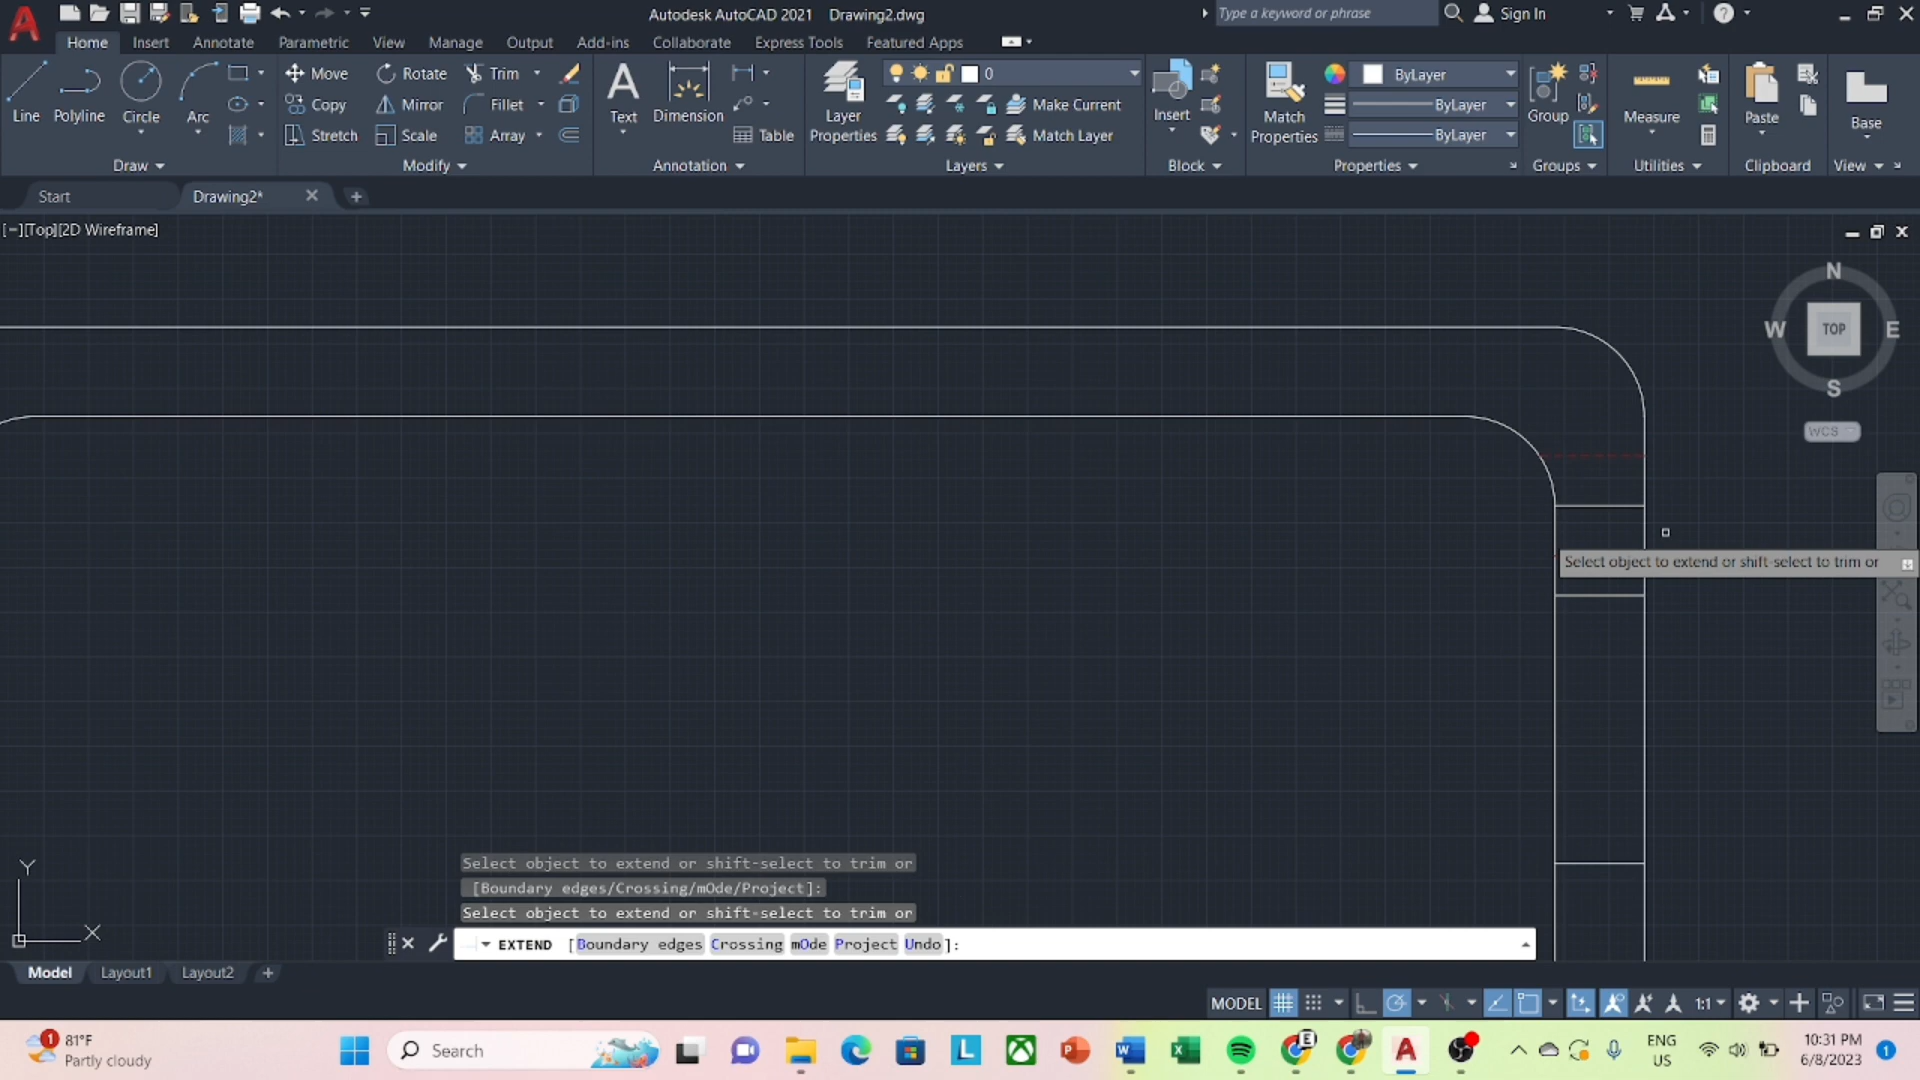 Autodesk AutoCAD 2021 Drawing2.dwg
Type a keyword or phrase
Sign In
Home Insert Annotate Parametric View Manage Output Add-ins Collaborate Express Tools Featured Apps
Line Polyline Circle Arc
Move Rotate Trim
Copy Mirror Fillet
Stretch Scale Array
Text Dimension Table
Layer Properties
0
Make Current
Match Layer
Insert
Match Properties
ByLayer
ByLayer
ByLayer
Group
Measure
Paste
Base
Draw Modify Annotation Layers Block Properties Groups Utilities Clipboard View
Start Drawing2*
[−][Top][2D Wireframe]
N
W TOP E
S
WCS
Select object to extend or shift-select to trim or
Y
X
Select object to extend or shift-select to trim or
[Boundary edges/Crossing/mOde/Project]:
Select object to extend or shift-select to trim or
EXTEND [Boundary edges Crossing mOde Project Undo]:
Model Layout1 Layout2
MODEL 1:1
1 81°F
Partly cloudy
Search
ENG
US
10:31 PM
6/8/2023
1